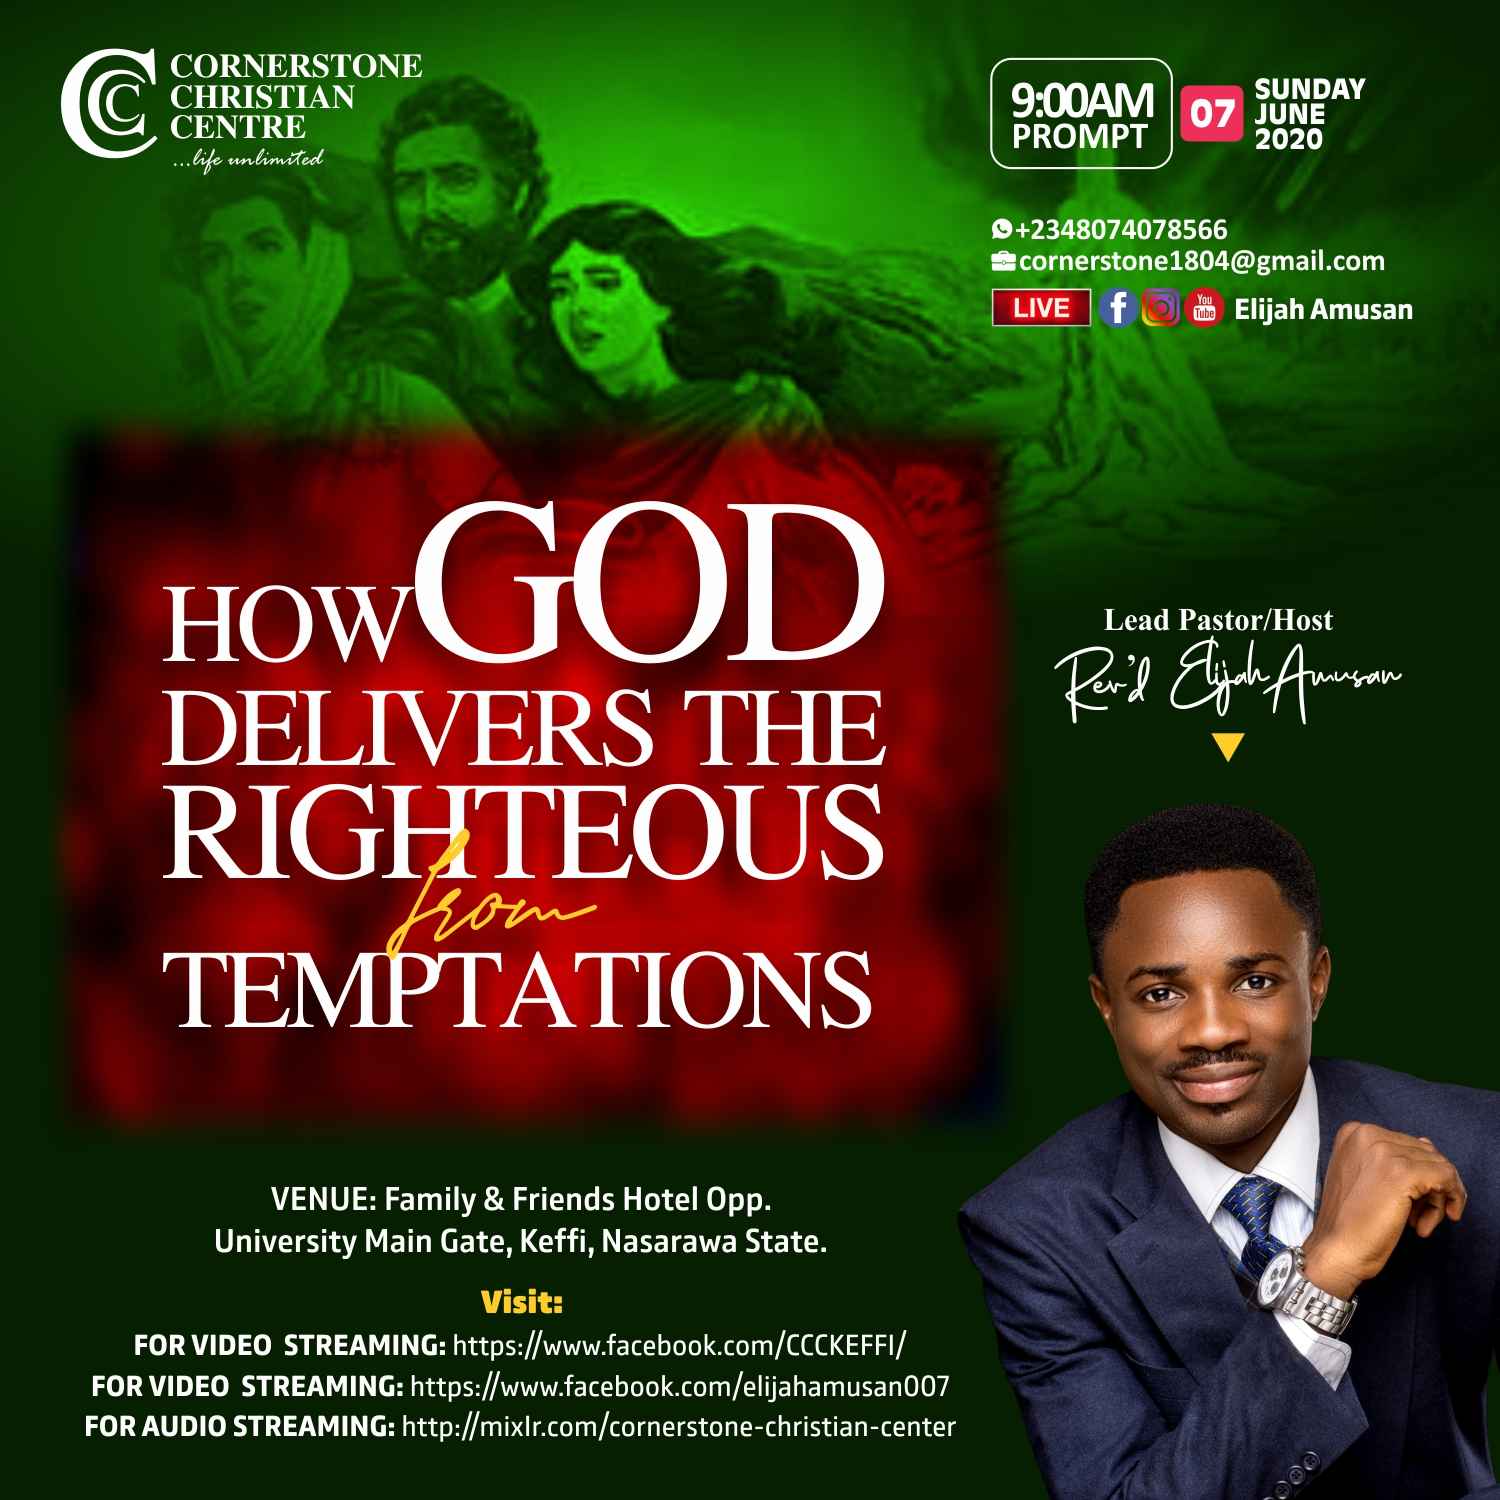 CORNERSTONE
CHRISTIAN
CENTRE
...life unlimited
9:00AM
PROMPT
07
SUNDAY
JUNE
2020
+2348074078566
cornerstone1804@gmail.com
LIVE
f
You
Tube
Elijah Amusan
HOW GOD
DELIVERS THE
RIGHTEOUS
from
TEMPTATIONS
Lead Pastor/Host
Rev'd Elijah Amusan
VENUE: Family & Friends Hotel Opp.
University Main Gate, Keffi, Nasarawa State.
Visit:
FOR VIDEO STREAMING: https://www.facebook.com/CCCKEFFI/
FOR VIDEO STREAMING: https://www.facebook.com/elijahamusan007
FOR AUDIO STREAMING: http://mixlr.com/cornerstone-christian-center